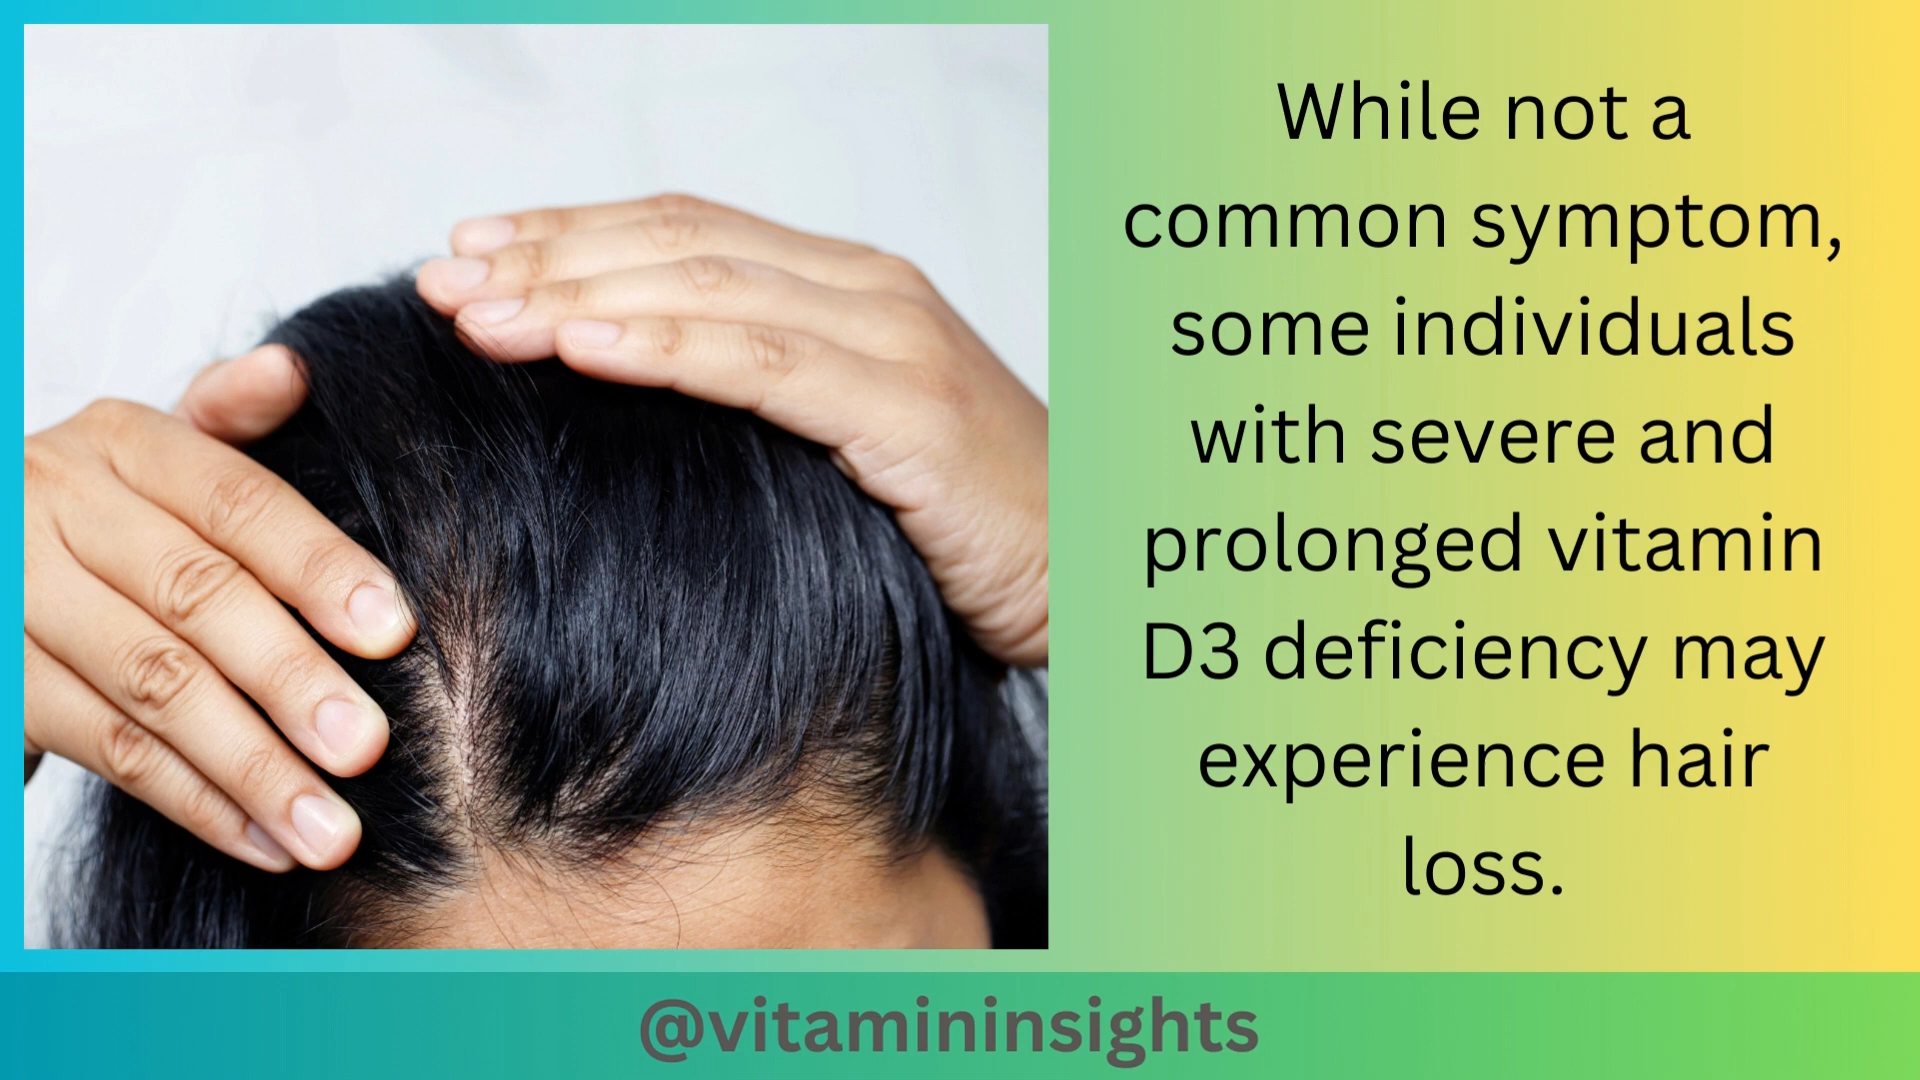 While not a
common symptom,
some individuals
with severe and
prolonged vitamin
D3 deficiency may
experience hair
loss.
@vitamininsights